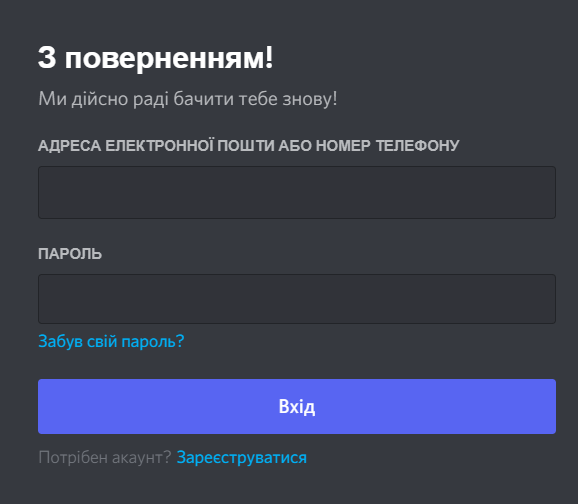 З поверненням!
Ми дійсно раді бачити тебе знову!
АДРЕСА ЕЛЕКТРОННОЇ ПОШТИ АБО НОМЕР ТЕЛЕФОНУ
ПАРОЛЬ
Забув свій пароль?
Вхід
Потрібен акаунт? Зареєструватися